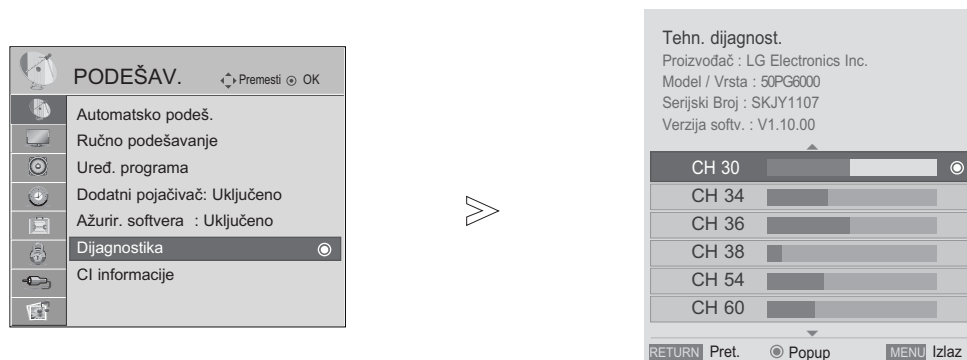 PODEŠAV. Premesti OK
Automatsko podeš.
Ručno podešavanje
Uređ. programa
Dodatni pojačivač: Uključeno
Ažurir. softvera : Uključeno
Dijagnostika
CI informacije
Tehn. dijagnost.
Proizvođač : LG Electronics Inc.
Model / Vrsta : 50PG6000
Serijski Broj : SKJY1107
Verzija softv. : V1.10.00
CH 30
CH 34
CH 36
CH 38
CH 54
CH 60
RETURN Pret. Popup MENU Izlaz